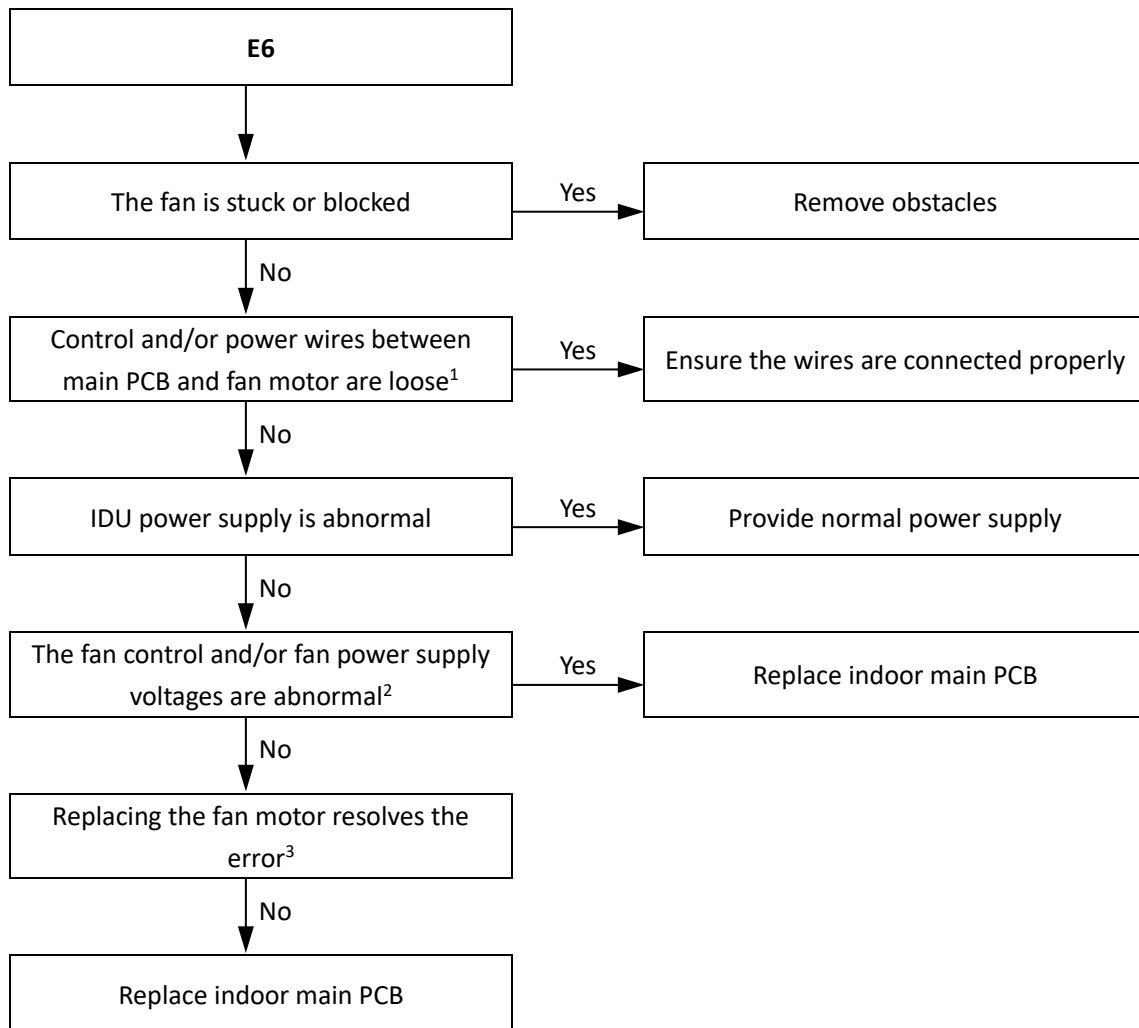 E6
The fan is stuck or blocked
Yes
Remove obstacles
No
Control and/or power wires between
main PCB and fan motor are loose¹
Yes
Ensure the wires are connected properly
No
IDU power supply is abnormal
Yes
Provide normal power supply
No
The fan control and/or fan power supply
voltages are abnormal²
Yes
Replace indoor main PCB
No
Replacing the fan motor resolves the
error³
No
Replace indoor main PCB